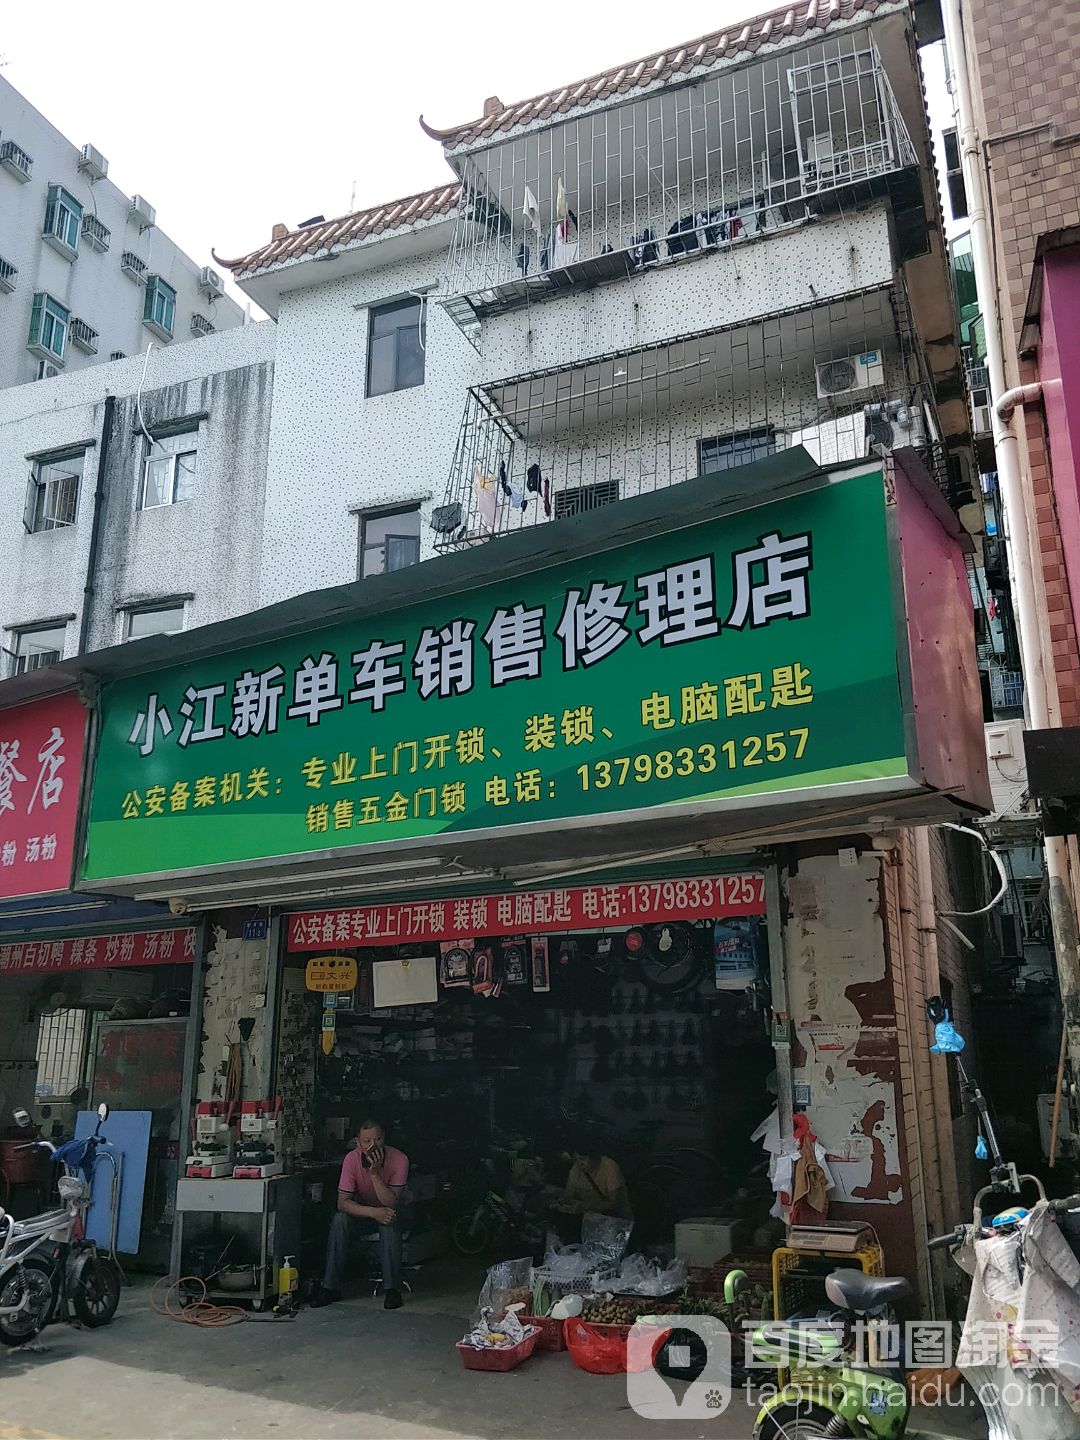 小江新单车销售修理店
公安备案机关：专业上门开锁、装锁、电脑配匙
销售五金门锁 电话：13798331257
餐店
粉 汤粉
公安备案专业上门开锁 装锁 电脑配匙 电话:13798331257
潮州白切鸭 粿条 炒粉 汤粉 快
文兴
百度地图淘金
taojin.baidu.com